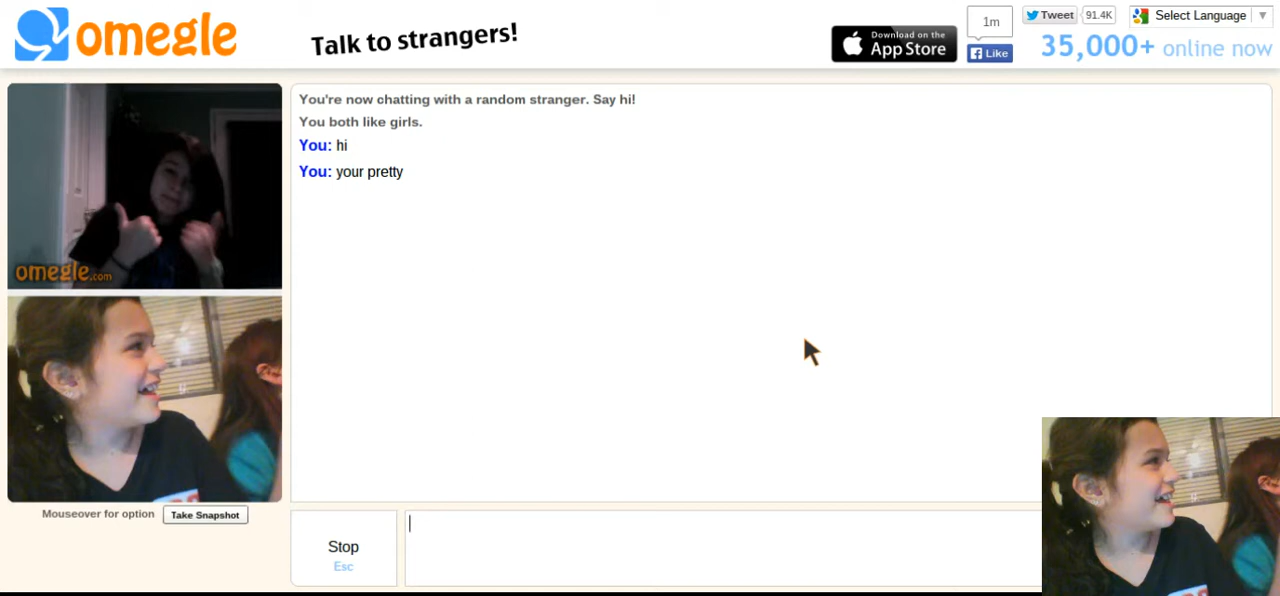 omegle
Talk to strangers!
Download on the
App Store
1m
Like
Tweet
91.4K
Select Language
35,000+ online now
You're now chatting with a random stranger. Say hi!
You both like girls.
You: hi
You: your pretty
omegle.com
Mouseover for option
Take Snapshot
Stop
Esc